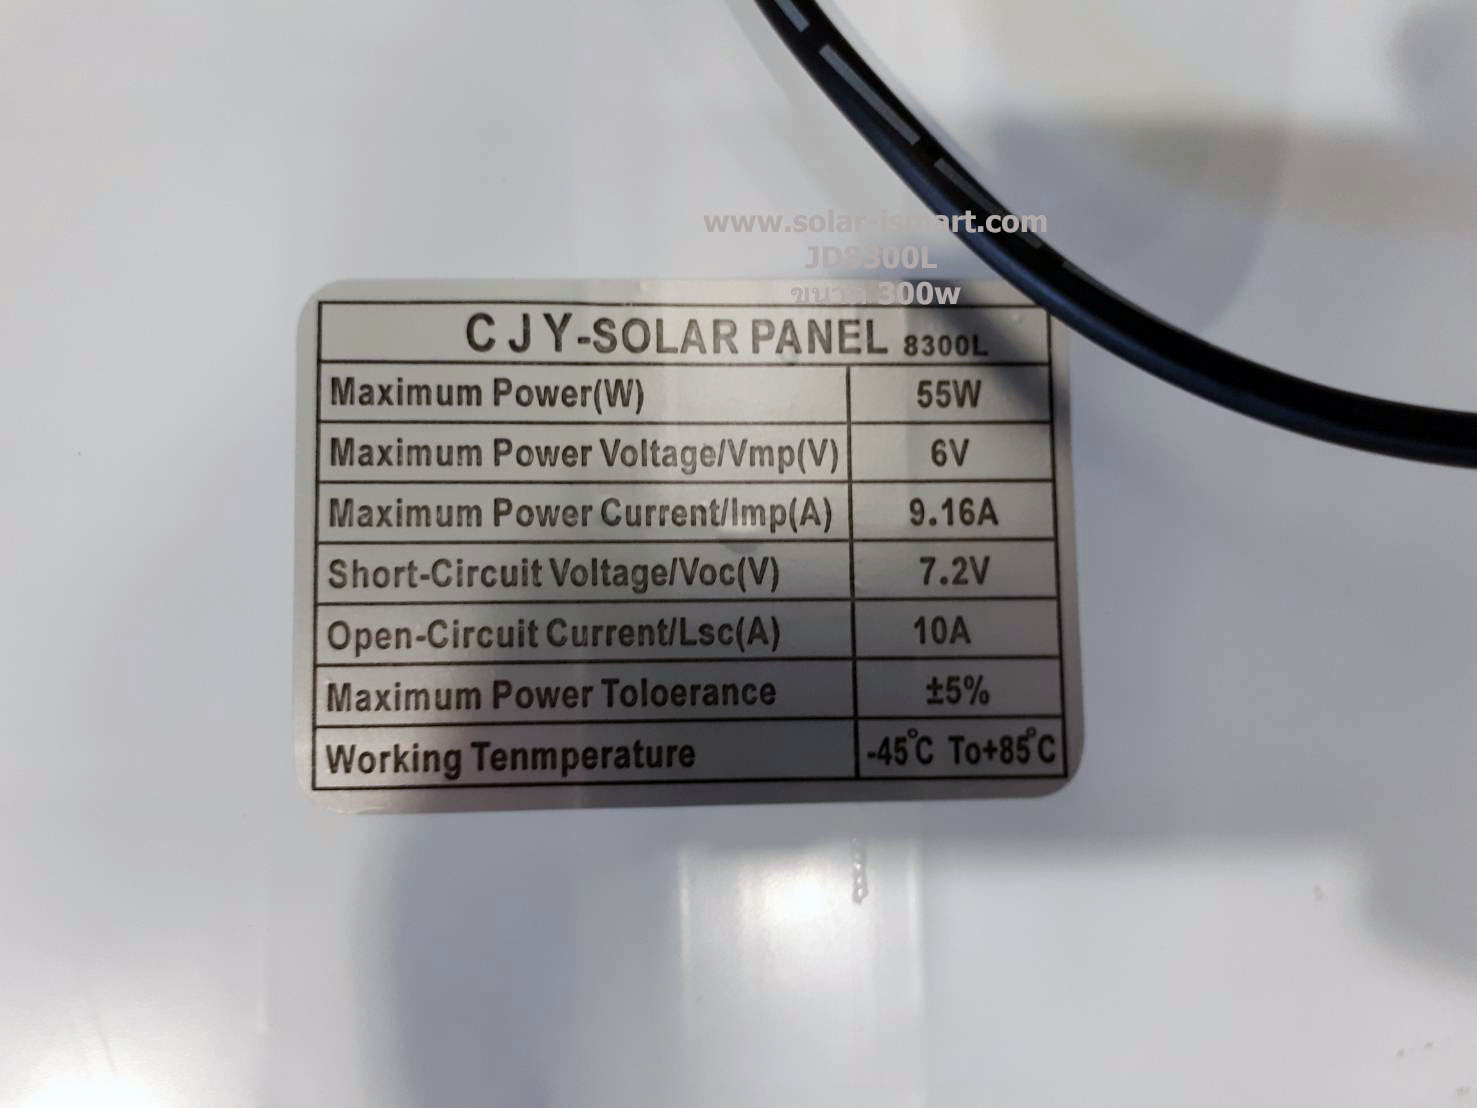 www.solar-ismart.com
JD8300L
ขนาด 300w
CJY-SOLAR PANEL 8300L
Maximum Power(W) 55W
Maximum Power Voltage/Vmp(V) 6V
Maximum Power Current/Imp(A) 9.16A
Short-Circuit Voltage/Voc(V) 7.2V
Open-Circuit Current/Lsc(A) 10A
Maximum Power Toloerance ±5%
Working Tenmperature -45°C To+85°C